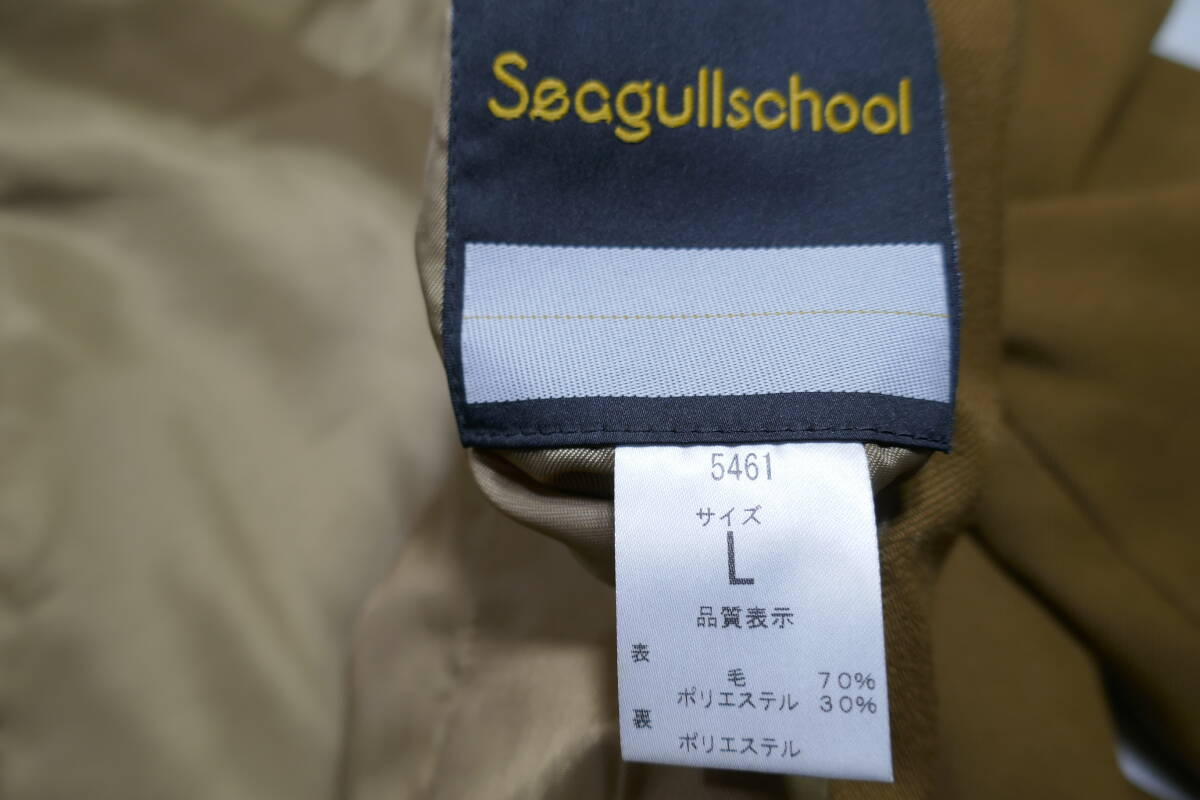 Seagullschool
5461
サイズ
L
品質表示
表
毛 70%
ポリエステル 30%
裏
ポリエステル